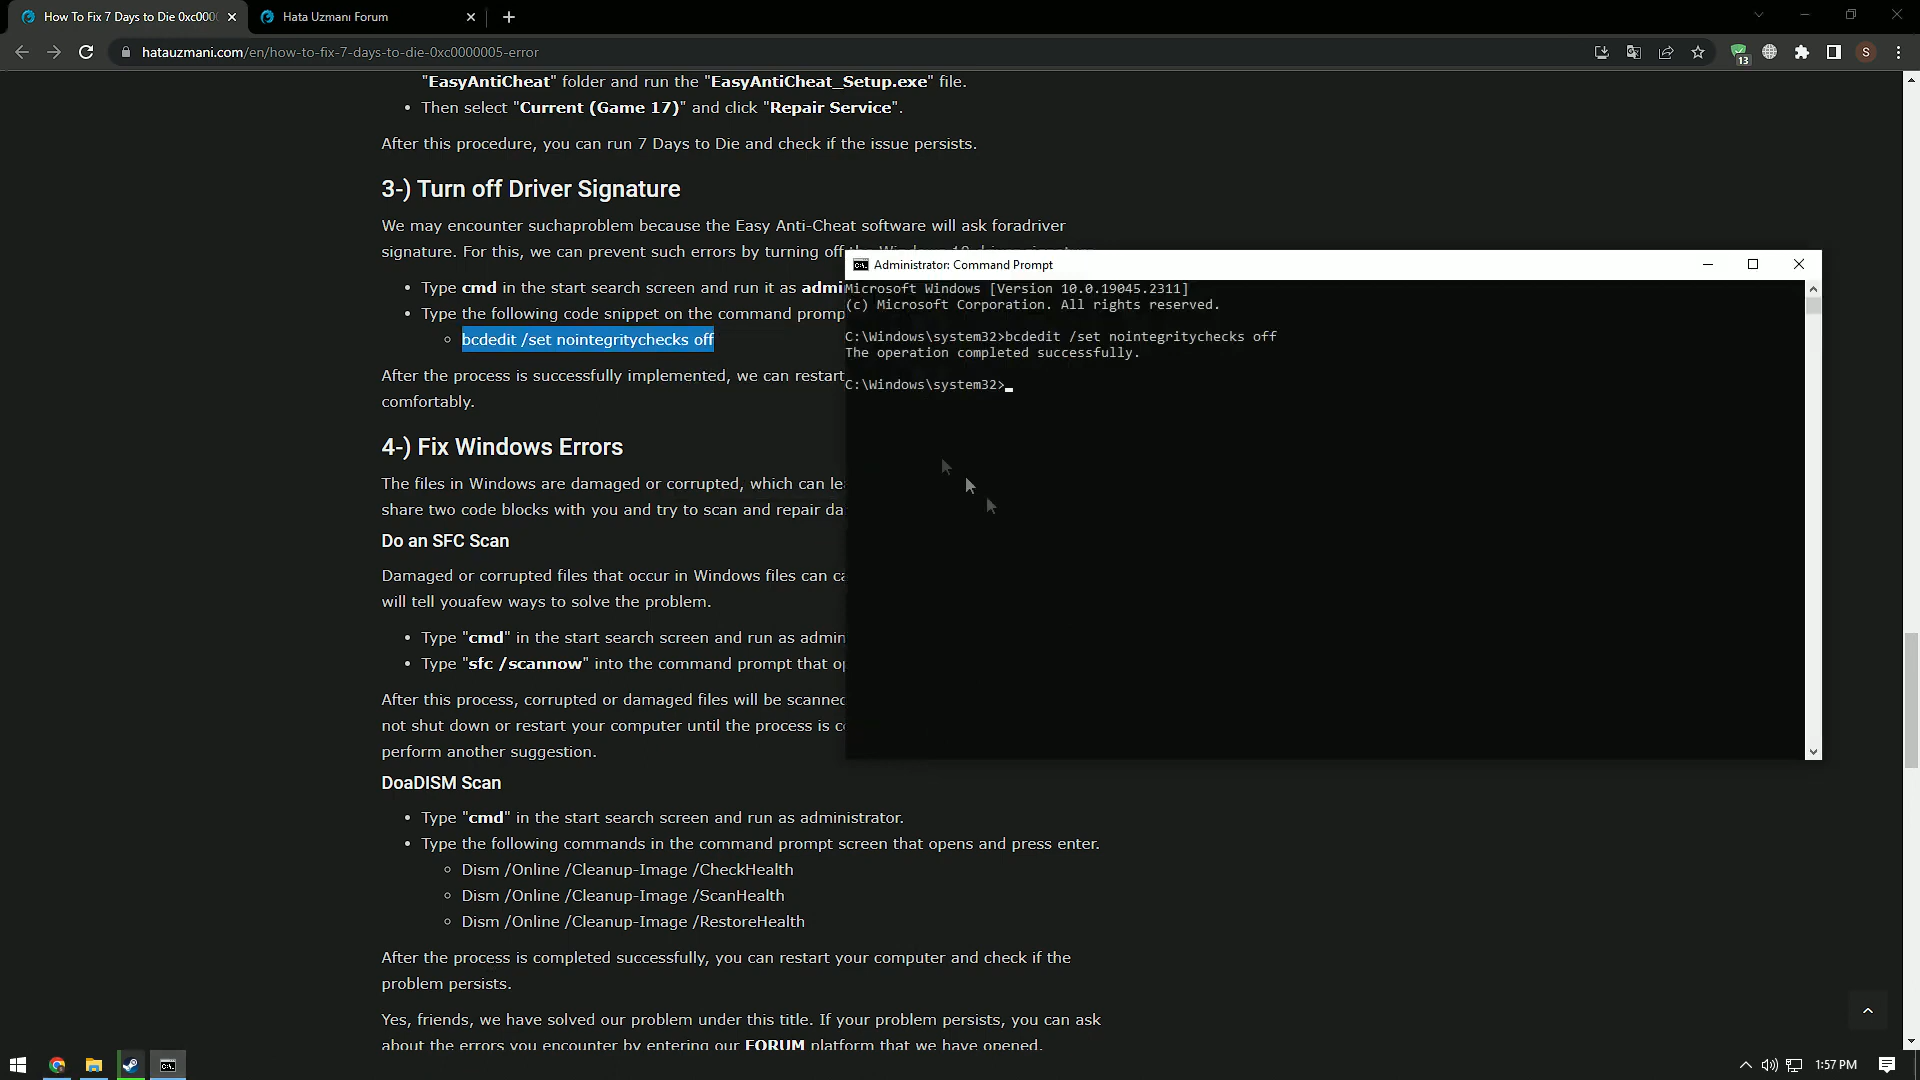 How To Fix 7 Days to Die 0xc000
Hata Uzmanı Forum
hatauzmani.com/en/how-to-fix-7-days-to-die-0xc0000005-error
13
S
"EasyAntiCheat" folder and run the "EasyAntiCheat_Setup.exe" file.
Then select "Current (Game 17)" and click "Repair Service".
After this procedure, you can run 7 Days to Die and check if the issue persists.
3-) Turn off Driver Signature
We may encounter suchaproblem because the Easy Anti-Cheat software will ask foradriver
signature. For this, we can prevent such errors by turning off the Windows 10 driver signature
Type cmd in the start search screen and run it as admi
Type the following code snippet on the command promp
bcdedit /set nointegritychecks off
After the process is successfully implemented, we can restart
comfortably.
4-) Fix Windows Errors
The files in Windows are damaged or corrupted, which can le
share two code blocks with you and try to scan and repair da
Do an SFC Scan
Damaged or corrupted files that occur in Windows files can ca
will tell youafew ways to solve the problem.
Type "cmd" in the start search screen and run as admin
Type "sfc /scannow" into the command prompt that op
After this process, corrupted or damaged files will be scanned
not shut down or restart your computer until the process is c
perform another suggestion.
DoaDISM Scan
Type "cmd" in the start search screen and run as administrator.
Type the following commands in the command prompt screen that opens and press enter.
Dism /Online /Cleanup-Image /CheckHealth
Dism /Online /Cleanup-Image /ScanHealth
Dism /Online /Cleanup-Image /RestoreHealth
After the process is completed successfully, you can restart your computer and check if the
problem persists.
Yes, friends, we have solved our problem under this title. If your problem persists, you can ask
about the errors you encounter by entering our FORUM platform that we have opened.
Administrator: Command Prompt
Microsoft Windows [Version 10.0.19045.2311]
(c) Microsoft Corporation. All rights reserved.
C:\Windows\system32>bcdedit /set nointegritychecks off
The operation completed successfully.
C:\Windows\system32>
1:57 PM